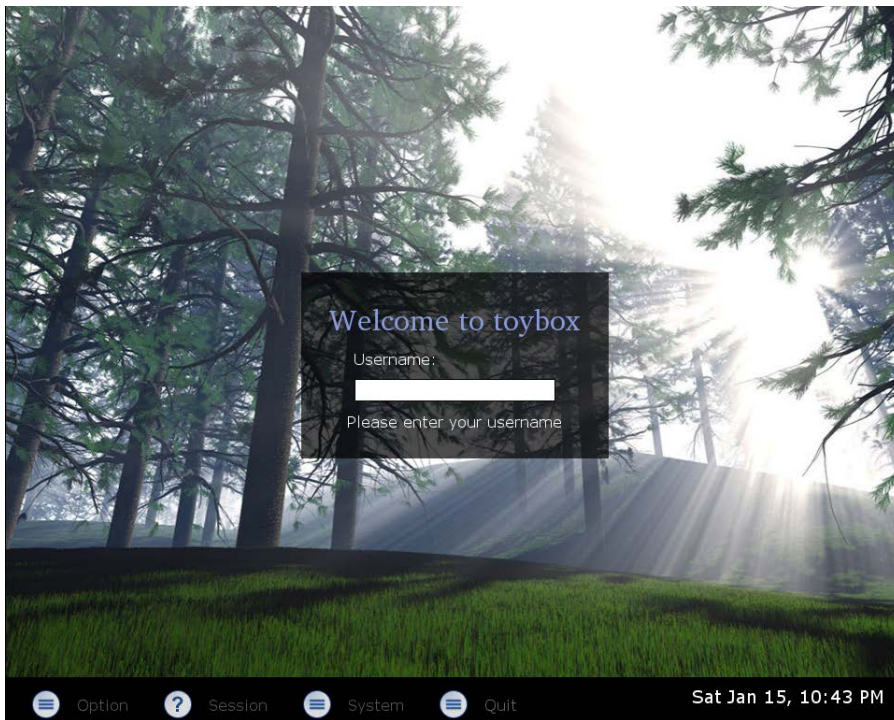 Welcome to toybox
Username:
Please enter your username
Option
Session
System
Quit
Sat Jan 15, 10:43 PM